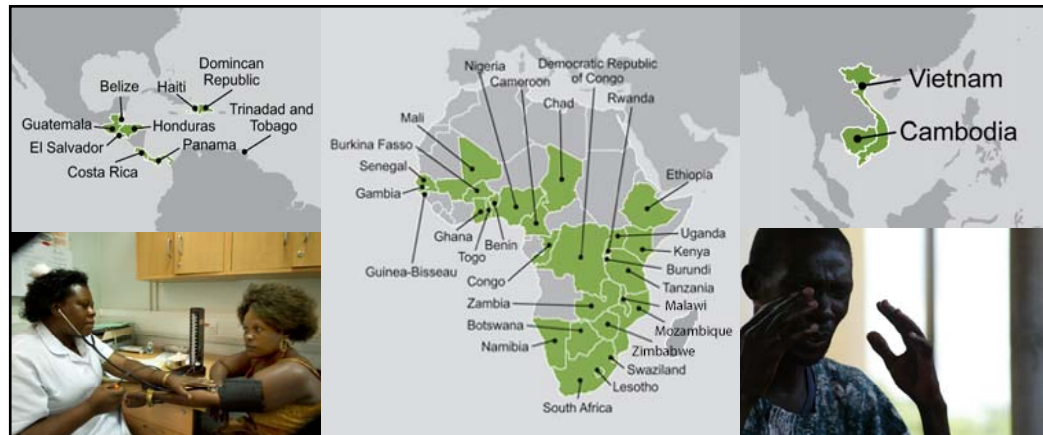 Belize
Haiti
Domincan
Republic
Trinidad and
Tobago
Guatemala
Honduras
El Salvador
Panama
Costa Rica
Nigeria
Cameroon
Democratic Republic
of Congo
Chad
Rwanda
Mali
Burkina Fasso
Senegal
Gambia
Ethiopia
Ghana
Togo
Benin
Guinea-Bissau
Congo
Uganda
Kenya
Burundi
Tanzania
Zambia
Malawi
Mozambique
Botswana
Namibia
Zimbabwe
Swaziland
Lesotho
South Africa
Vietnam
Cambodia